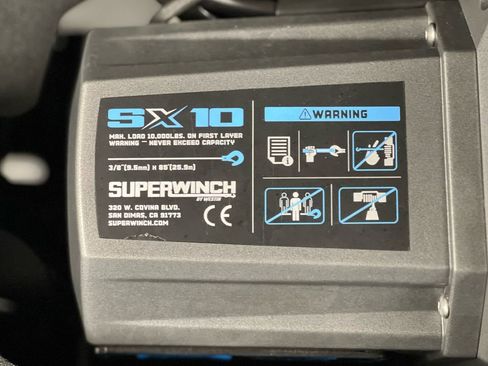 SX10
MAX. LOAD 10,000LBS. ON FIRST LAYER
WARNING — NEVER EXCEED CAPACITY
3/8"(9.5mm) X 85'(25.9m)
SUPERWINCH
BY WESTIN
320 W. COVINA BLVD.
SAN DIMAS, CA 91773
SUPERWINCH.COM
CE
WARNING